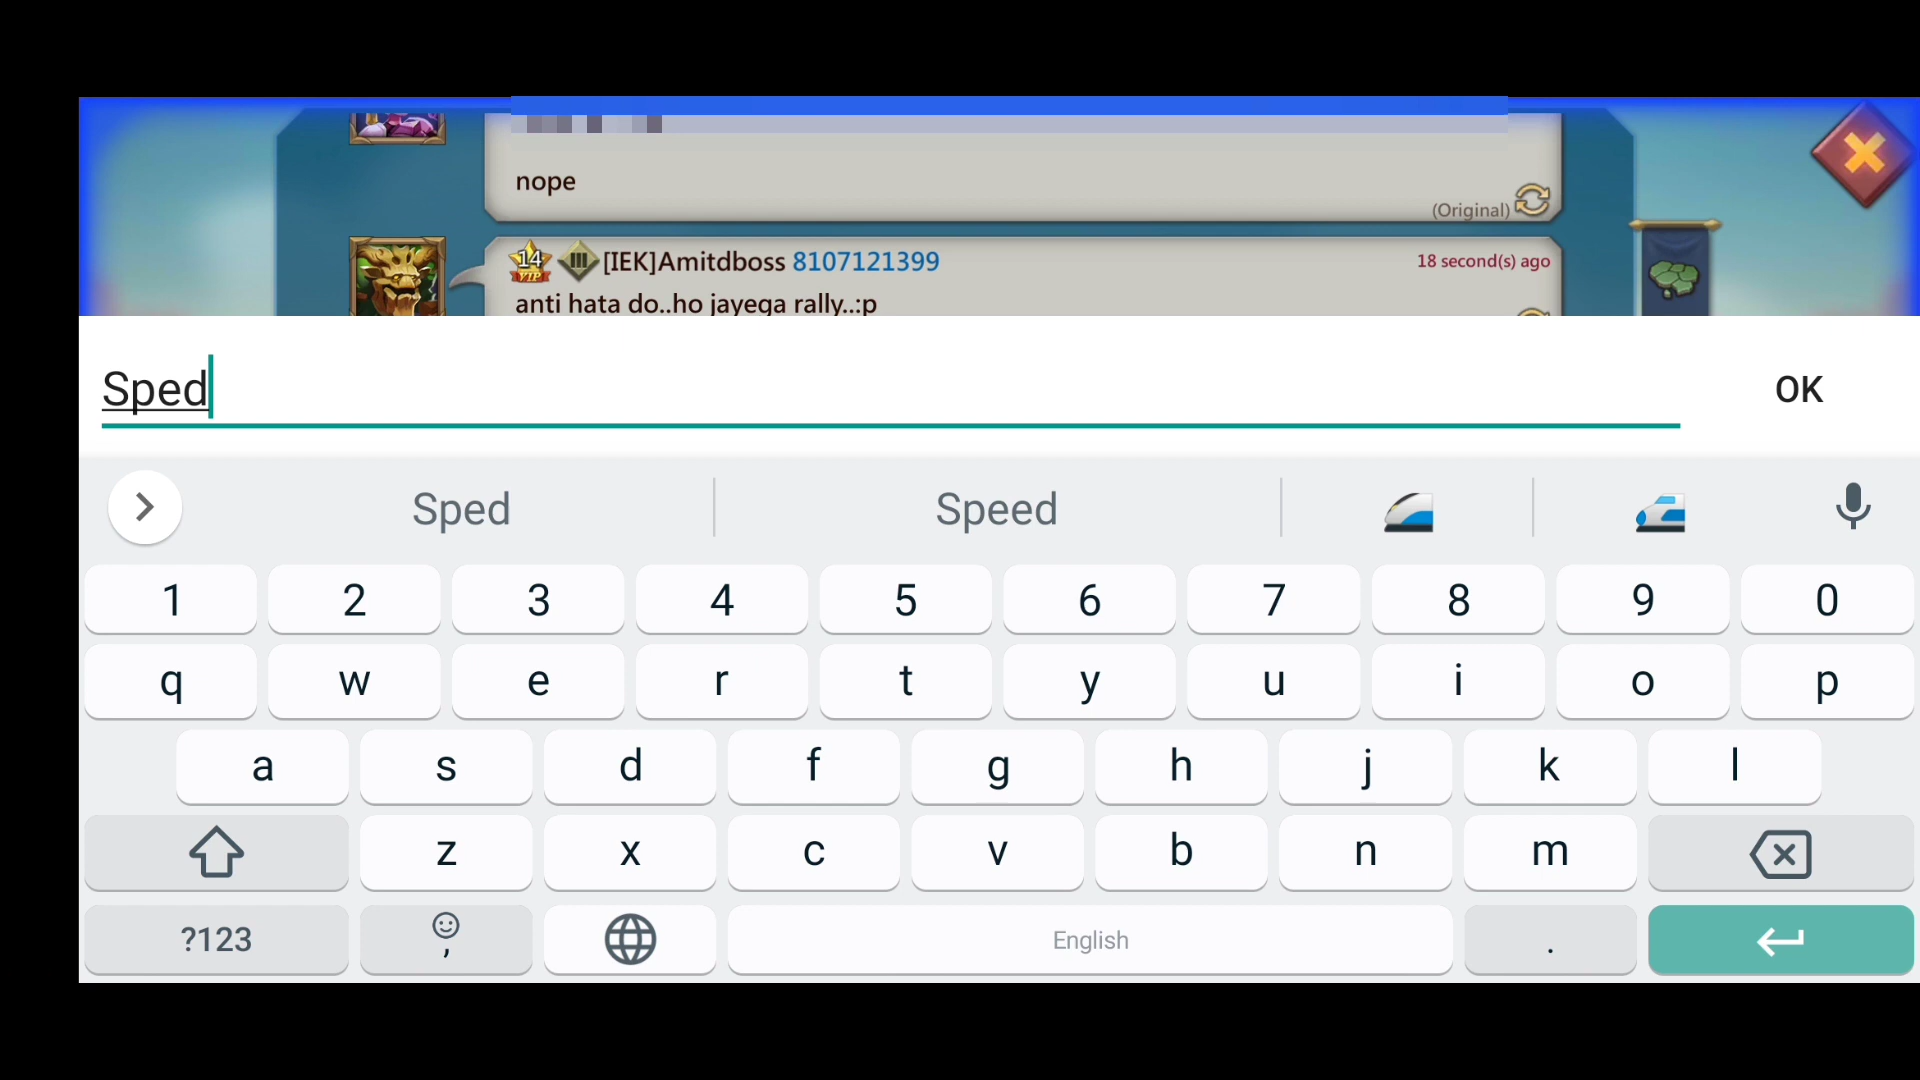 nope
(Original)
14 VIP III [IEK]Amitdboss 8107121399 18 second(s) ago
anti hata do..ho jayega rally..:p
Sped OK
Sped Speed
1 2 3 4 5 6 7 8 9 0
q w e r t y u i o p
a s d f g h j k l
z x c v b n m
?123 , English .